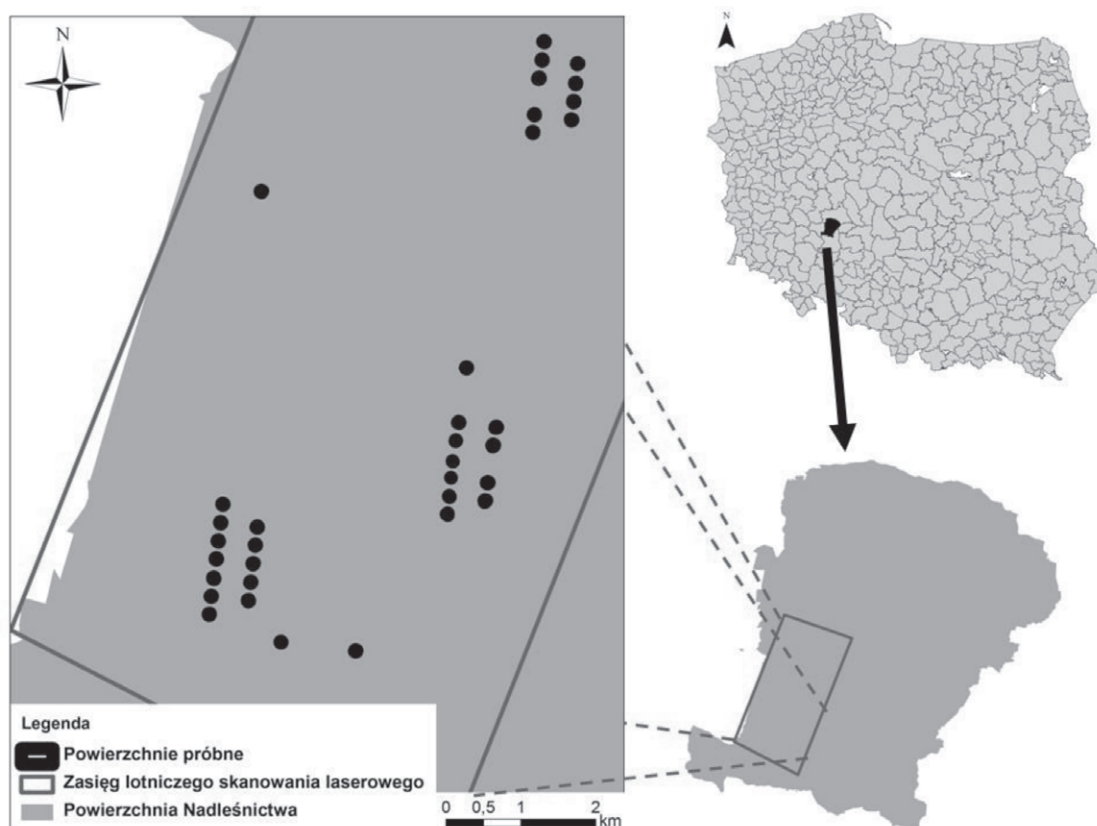 N
N
Legenda
Powierzchnie próbne
Zasięg lotniczego skanowania laserowego
Powierzchnia Nadleśnictwa
0 0,5 1 2
km